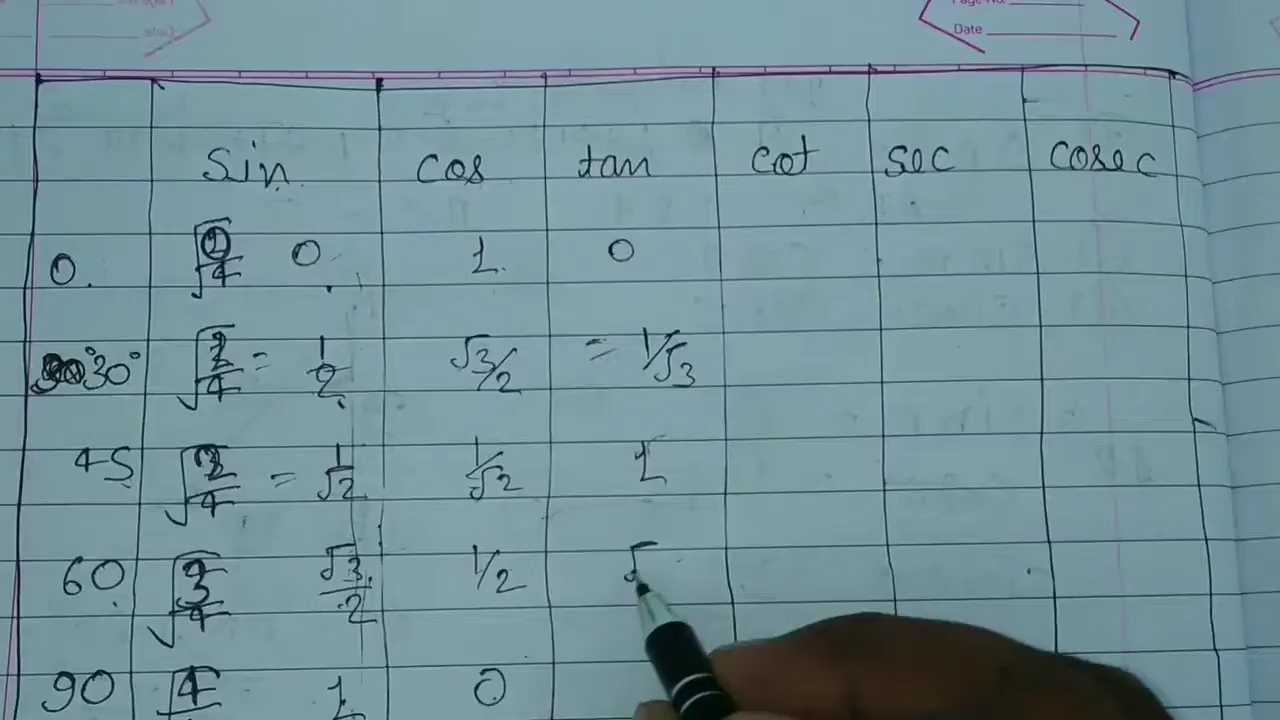 Date
Sin cos tan cot sec cosec
0. √0/4 0 1 0
30° √1/4 = 1/2 √3/2 = 1/√3
45 √2/4 = 1/√2 1/√2 1
60 √3/4 √3/2 1/2 √
90 √4 1 0